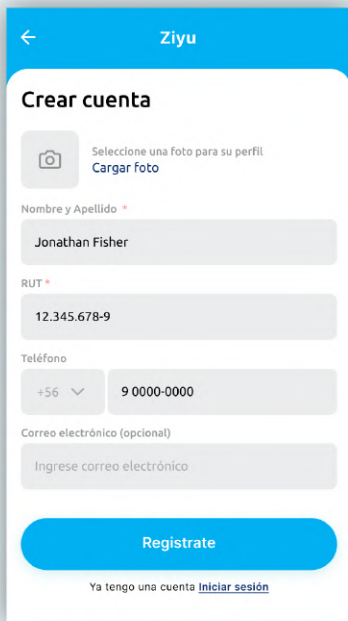 Ziyu
Crear cuenta
Seleccione una foto para su perfil
Cargar foto
Nombre y Apellido *
Jonathan Fisher
RUT *
12.345.678-9
Teléfono
+56 9 0000-0000
Correo electrónico (opcional)
Ingrese correo electrónico
Registrate
Ya tengo una cuenta Iniciar sesión